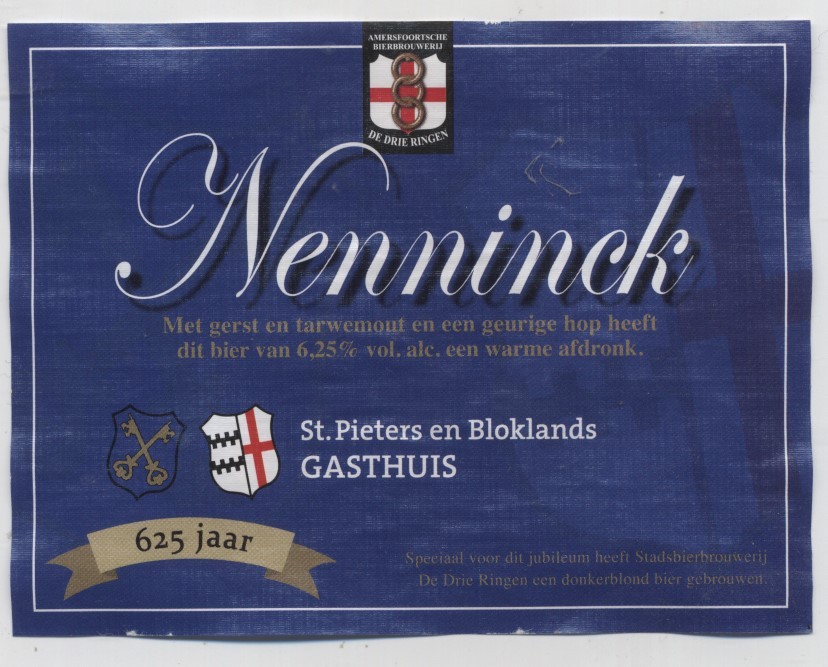 AMERSFOORTSCHE
BIERBROUWERIJ
DE DRIE RINGEN
Nenninck
Met gerst en tarwemout en een geurige hop heeft
dit bier van 6,25% vol. alc. een warme afdronk.
St. Pieters en Bloklands
GASTHUIS
625 jaar
Speciaal voor dit jubileum heeft Stadsbierbrouwerij
De Drie Ringen een donkerblond bier gebrouwen.